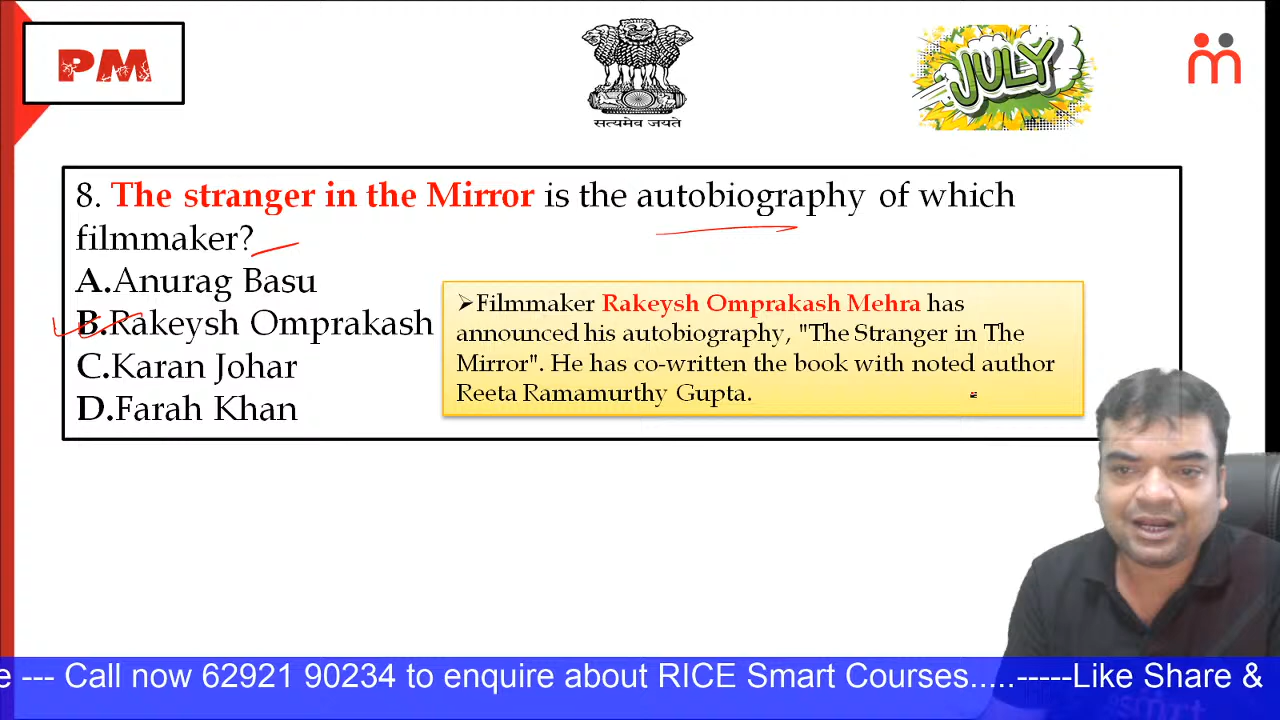 PM
सत्यमेव जयते
JULY
8. The stranger in the Mirror is the autobiography of which
filmmaker?
A.Anurag Basu
B.Rakeysh Omprakash
C.Karan Johar
D.Farah Khan
➢Filmmaker Rakeysh Omprakash Mehra has
announced his autobiography, "The Stranger in The
Mirror". He has co-written the book with noted author
Reeta Ramamurthy Gupta.
e --- Call now 62921 90234 to enquire about RICE Smart Courses.....-----Like Share &